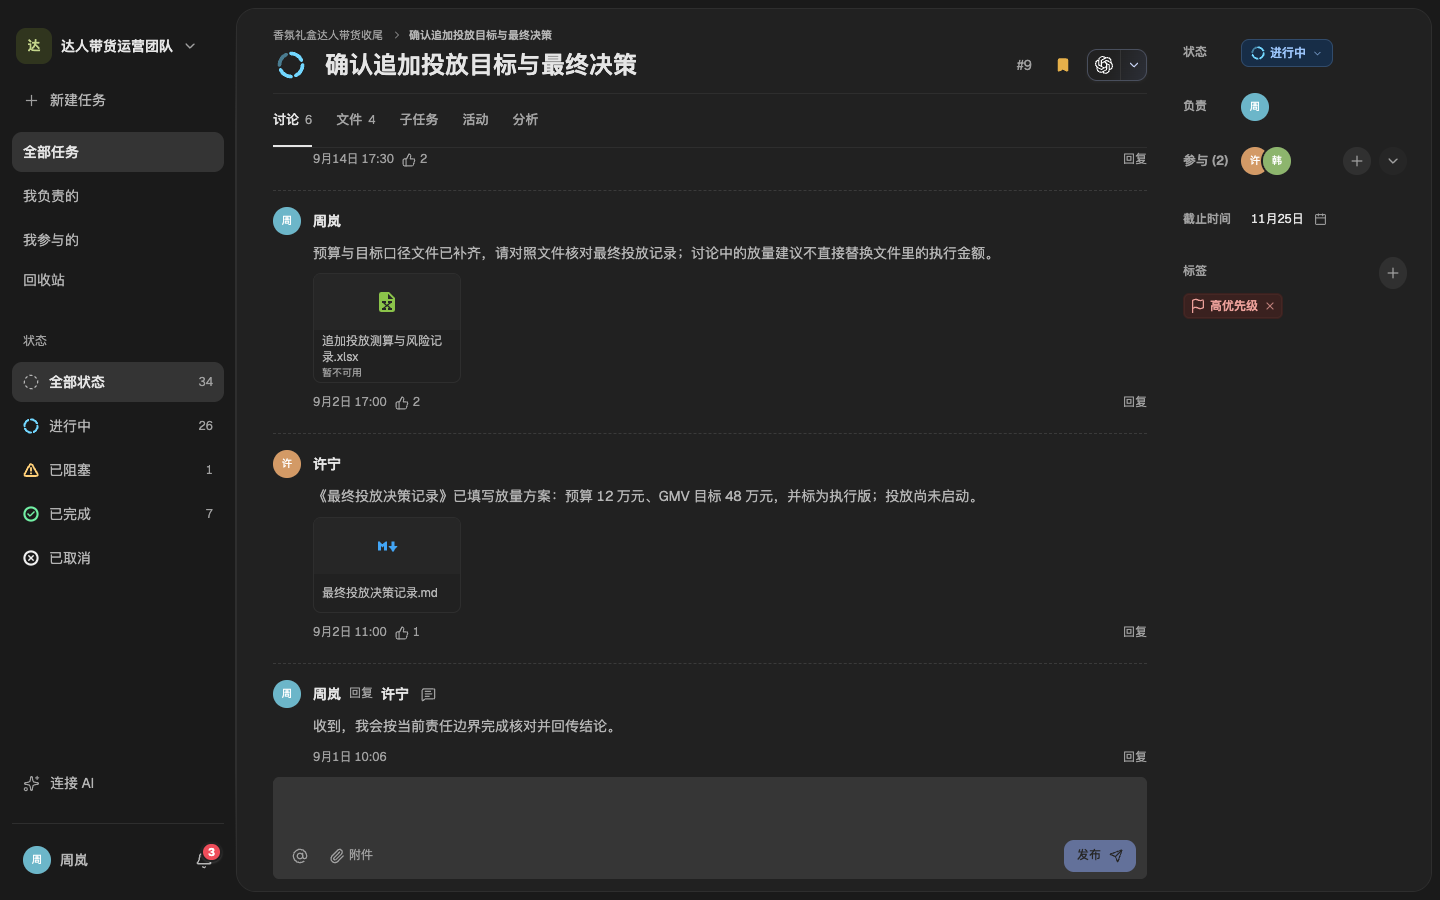 达 达人带货运营团队
新建任务
全部任务
我负责的
我参与的
回收站
状态
全部状态 34
进行中 26
已阻塞 1
已完成 7
已取消
连接 AI
周 周岚 3
香氛礼盒达人带货收尾 > 确认追加投放目标与最终决策
确认追加投放目标与最终决策
#9
讨论 6 文件 4 子任务 活动 分析
9月14日 17:30 2 回复
周 周岚
预算与目标口径文件已补齐，请对照文件核对最终投放记录；讨论中的放量建议不直接替换文件里的执行金额。
追加投放测算与风险记
录.xlsx
暂不可用
9月2日 17:00 2 回复
许 许宁
《最终投放决策记录》已填写放量方案：预算 12 万元、GMV 目标 48 万元，并标为执行版；投放尚未启动。
最终投放决策记录.md
9月2日 11:00 1 回复
周 周岚 回复 许宁
收到，我会按当前责任边界完成核对并回传结论。
9月1日 10:06 回复
@ 附件 发布
状态 进行中
负责 周
参与 (2) 许 韩
截止时间 11月25日
标签
高优先级